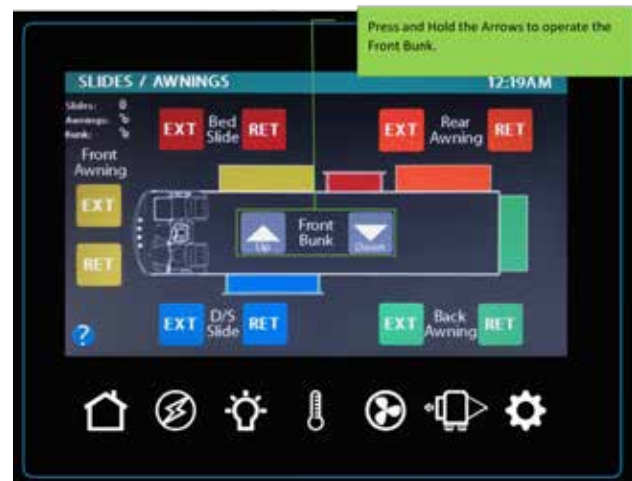 Press and Hold the Arrows to operate the
Front Bunk.
SLIDES / AWNINGS
12:19AM
Slides:
Awnings:
Bunk:
EXT
Bed
Slide
RET
EXT
Rear
Awning
RET
Front
Awning
EXT
RET
Up
Front
Bunk
Down
EXT
D/S
Slide
RET
EXT
Back
Awning
RET
?